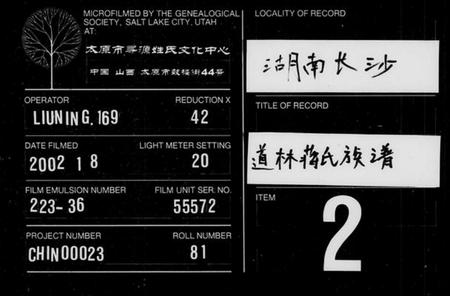 MICROFILMED BY THE GENEALOGICAL
SOCIETY, SALT LAKE CITY, UTAH
AT:
太原市寻源姓氏文化中心
中国 山西 太原市鼓楼街44号
OPERATOR
LIUNING.169
REDUCTION X
42
DATE FILMED
2002 1 8
LIGHT METER SETTING
20
FILM EMULSION NUMBER
223-36
FILM UNIT SER. NO.
55572
PROJECT NUMBER
CHIN00023
ROLL NUMBER
81
LOCALITY OF RECORD
湖南长沙
TITLE OF RECORD
道林蒋氏族谱
ITEM
2